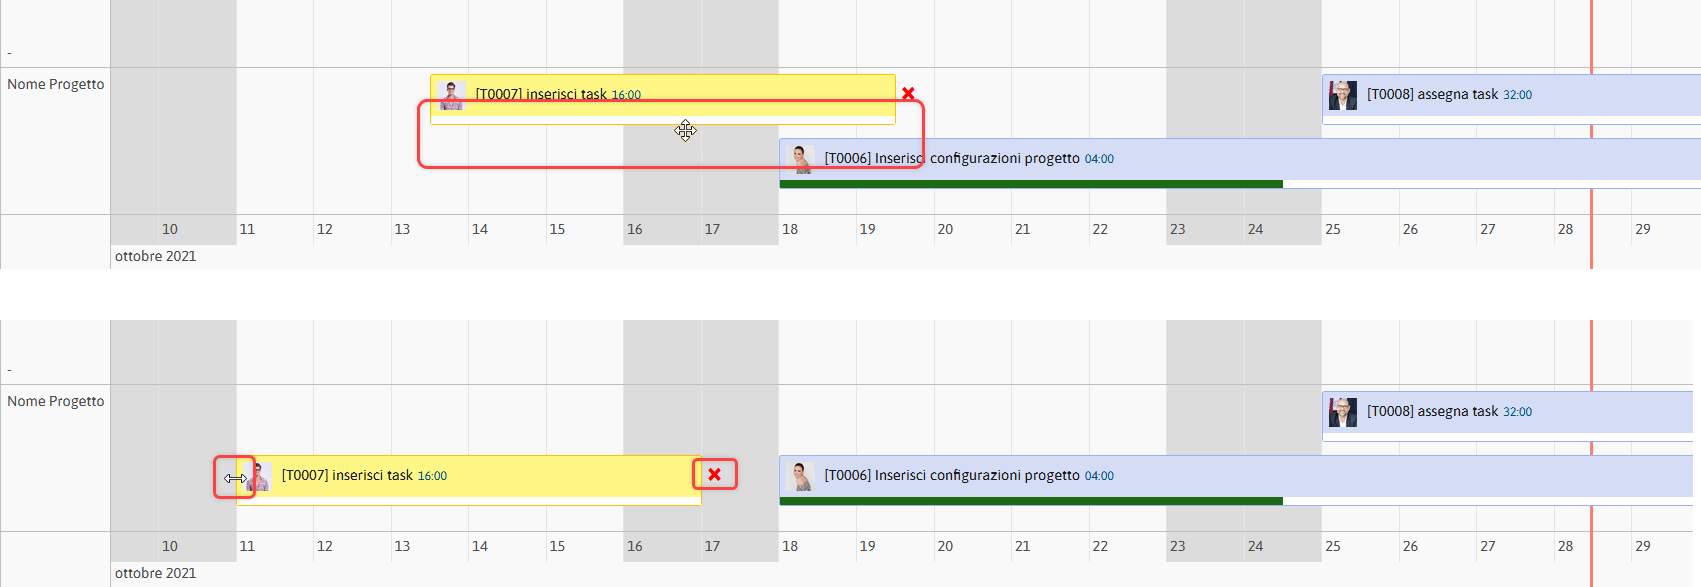 -
Nome Progetto
[T0007] inserisci task 16:00
[T0008] assegna task 32:00
[T0006] Inserisci configurazioni progetto 04:00
10 11 12 13 14 15 16 17 18 19 20 21 22 23 24 25 26 27 28 29
ottobre 2021
-
Nome Progetto
[T0008] assegna task 32:00
[T0007] inserisci task 16:00
[T0006] Inserisci configurazioni progetto 04:00
10 11 12 13 14 15 16 17 18 19 20 21 22 23 24 25 26 27 28 29
ottobre 2021